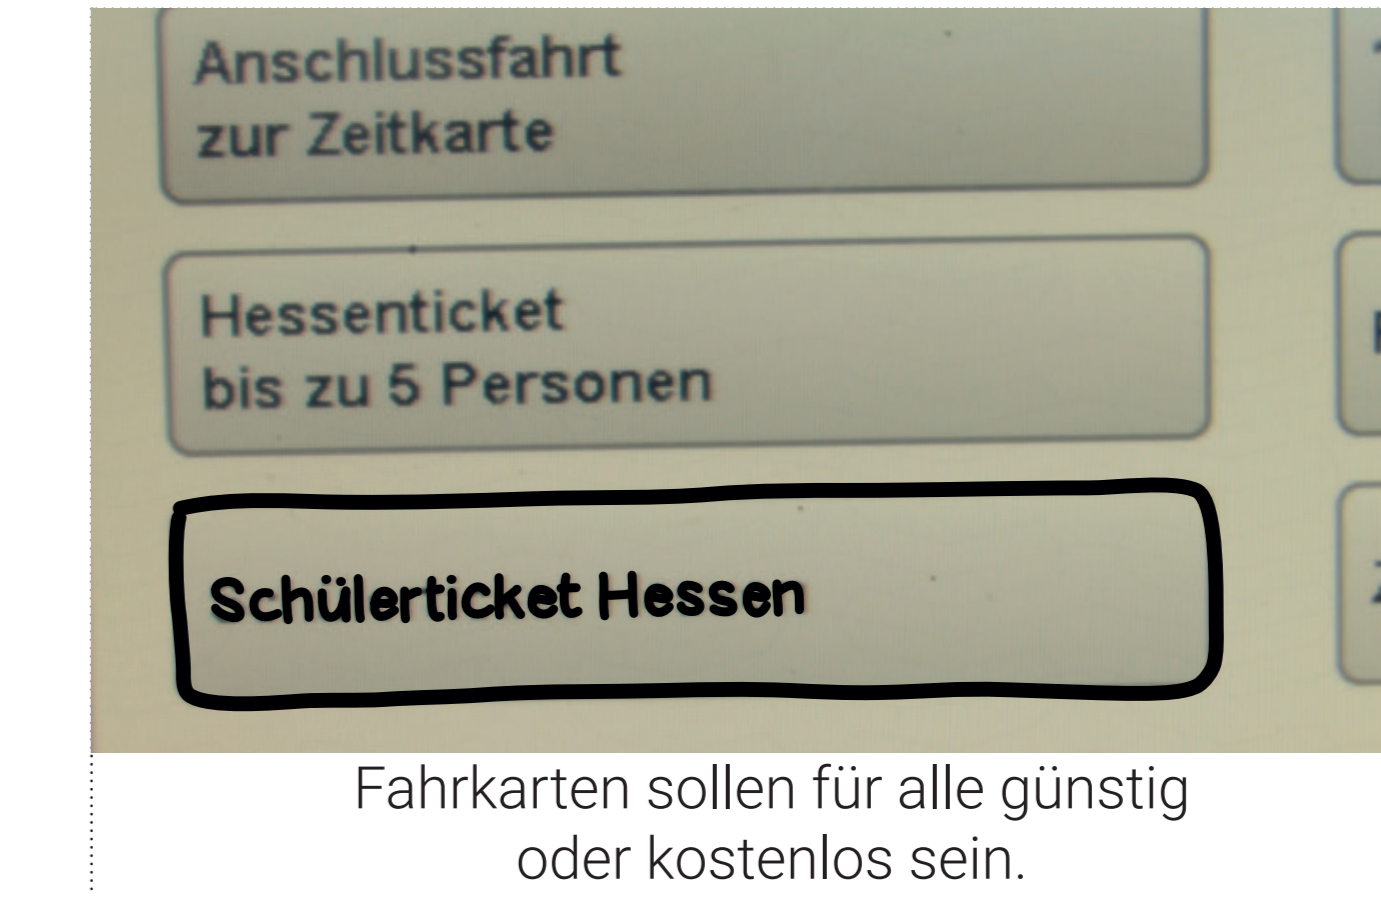 Anschlussfahrt
zur Zeitkarte
Hessenticket
bis zu 5 Personen
Schülerticket Hessen
Fahrkarten sollen für alle günstig
oder kostenlos sein.